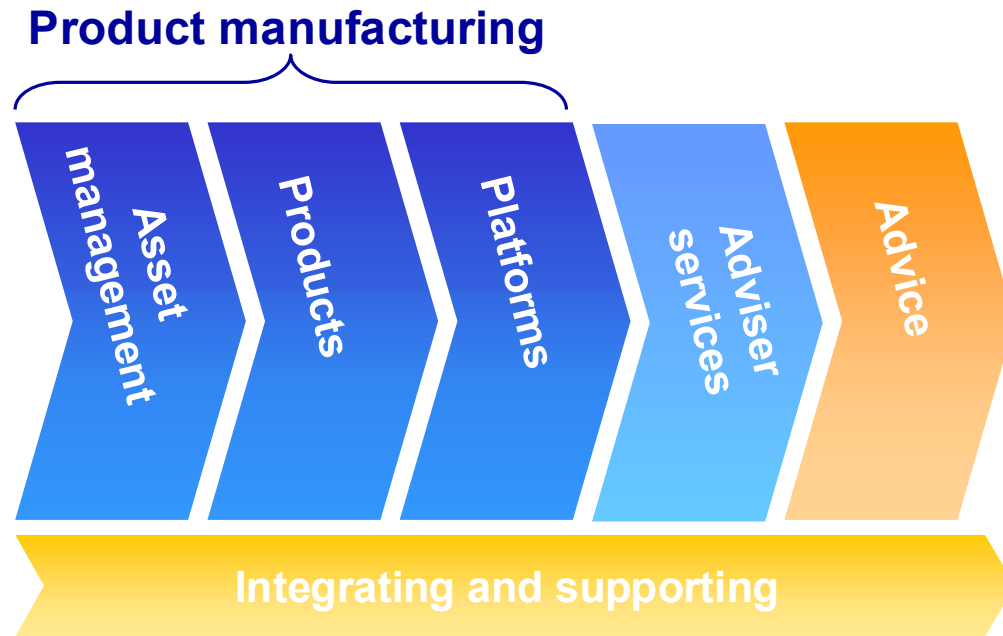 Product manufacturing
Asset
management
Products
Platforms
Adviser
services
Advice
Integrating and supporting